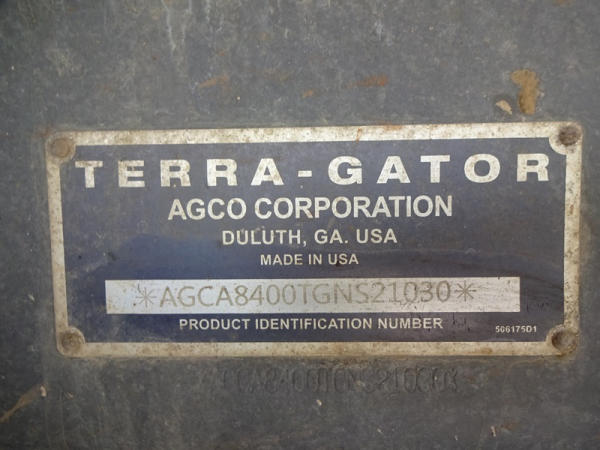 TERRA-GATOR
AGCO CORPORATION
DULUTH, GA. USA
MADE IN USA
*AGCA8400TGNS21030*
PRODUCT IDENTIFICATION NUMBER
506175D1